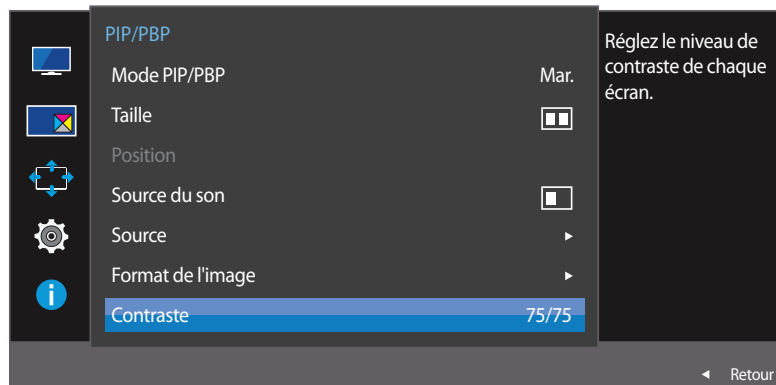 PIP/PBP
Mode PIP/PBP Mar.
Taille
Position
Source du son
Source
Format de l'image
Contraste 75/75
Réglez le niveau de
contraste de chaque
écran.
Retour